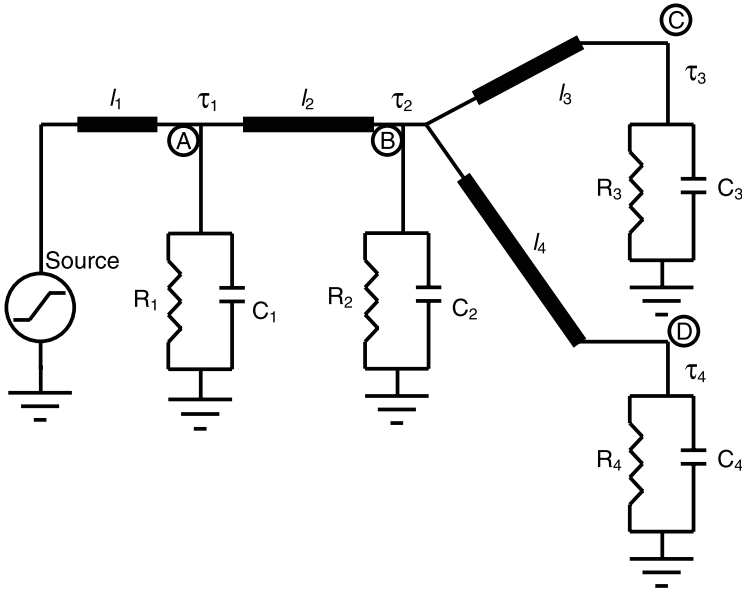 C
l₁
τ₁
l₂
τ₂
l₃
τ₃
A
B
R₃
C₃
l₄
Source
R₁
C₁
R₂
C₂
D
τ₄
R₄
C₄